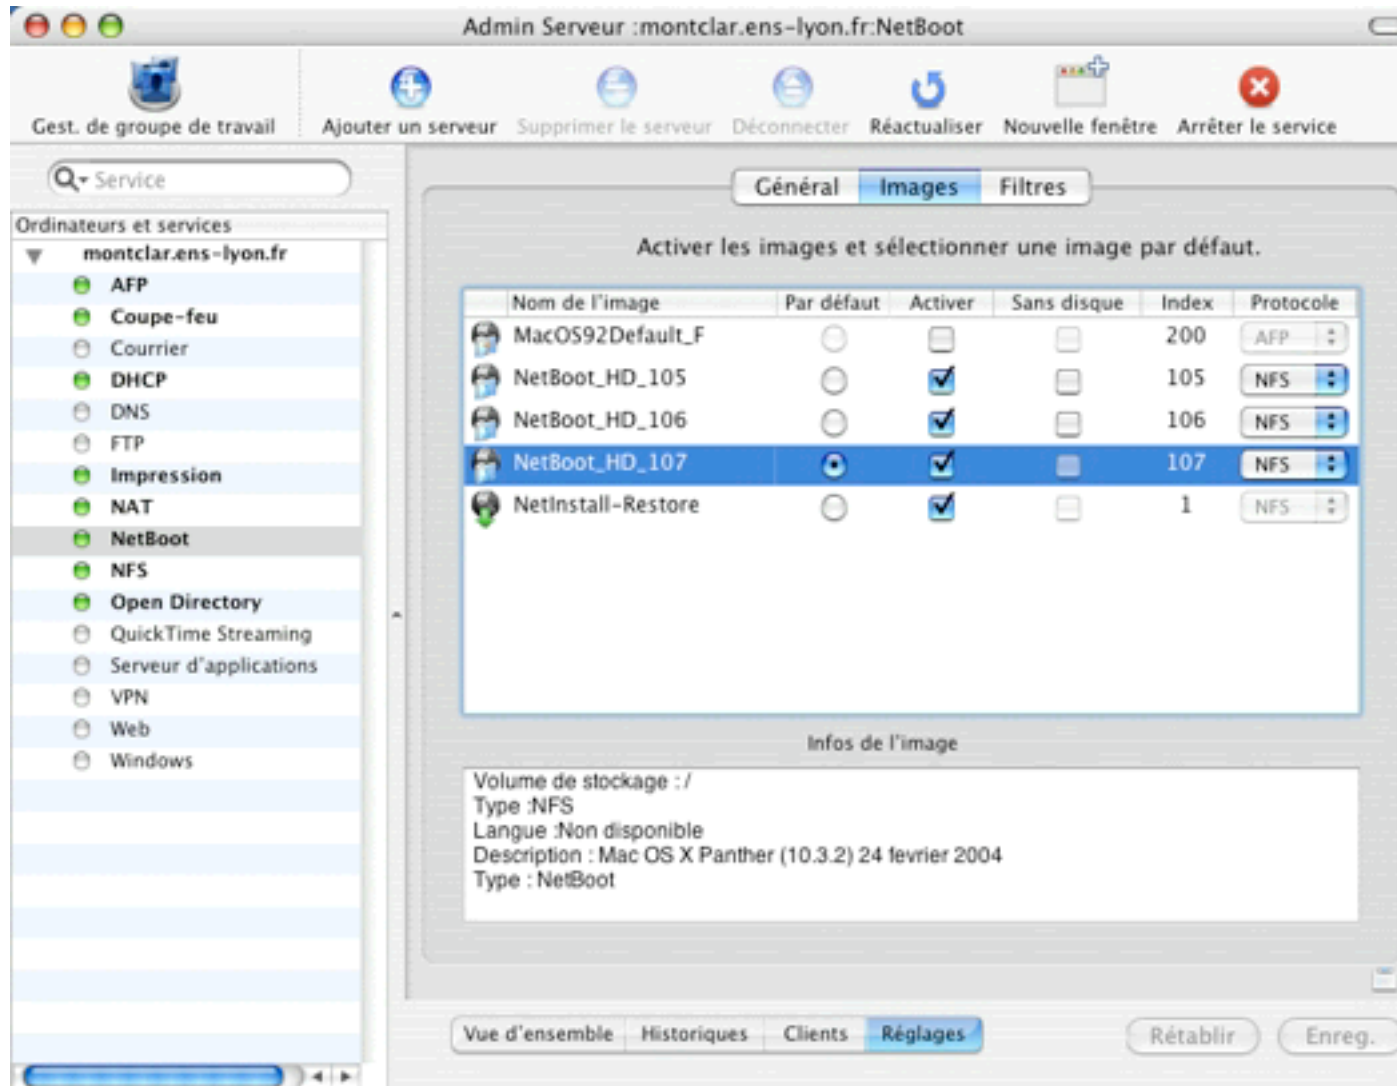 Admin Serveur :montclar.ens-lyon.fr:NetBoot
Gest. de groupe de travail Ajouter un serveur Supprimer le serveur Déconnecter Réactualiser Nouvelle fenêtre Arrêter le service
Service
Ordinateurs et services
montclar.ens-lyon.fr
AFP
Coupe-feu
Courrier
DHCP
DNS
FTP
Impression
NAT
NetBoot
NFS
Open Directory
QuickTime Streaming
Serveur d'applications
VPN
Web
Windows
Général Images Filtres
Activer les images et sélectionner une image par défaut.
Nom de l'image Par défaut Activer Sans disque Index Protocole
MacOS92Default_F 200 AFP
NetBoot_HD_105 105 NFS
NetBoot_HD_106 106 NFS
NetBoot_HD_107 107 NFS
NetInstall-Restore 1 NFS
Infos de l'image
Volume de stockage : /
Type :NFS
Langue :Non disponible
Description : Mac OS X Panther (10.3.2) 24 fevrier 2004
Type : NetBoot
Vue d'ensemble Historiques Clients Réglages Rétablir Enreg.